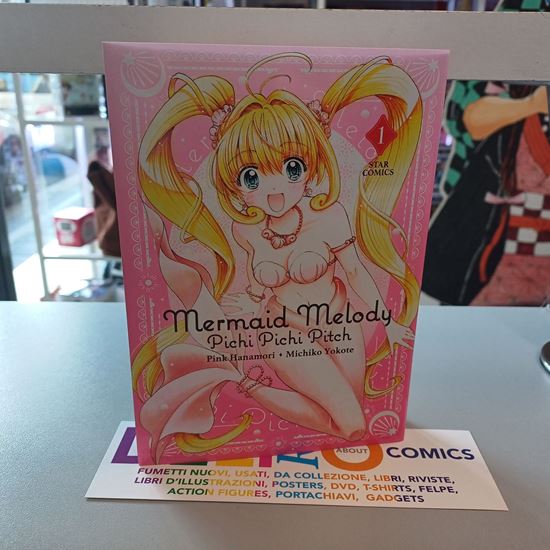 1
STAR
COMICS
Mermaid Melody
Pichi Pichi Pitch
Pink Hanamori • Michiko Yokote
ABOUT
COMICS
FUMETTI NUOVI, USATI, DA COLLEZIONE, LIBRI, RIVISTE,
LIBRI D'ILLUSTRAZIONI, POSTERS, DVD, T-SHIRTS, FELPE,
ACTION FIGURES, PORTACHIAVI, GADGETS